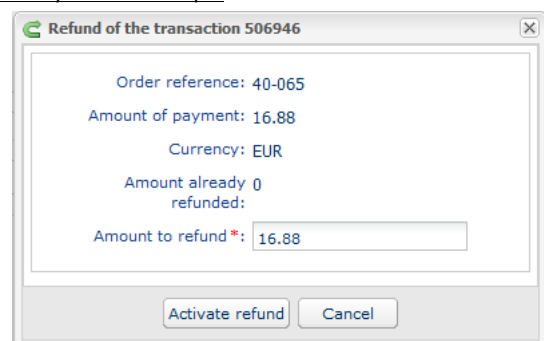 Refund of the transaction 506946
Order reference: 40-065
Amount of payment: 16.88
Currency: EUR
Amount already 0
refunded:
Amount to refund *: 16.88
Activate refund Cancel